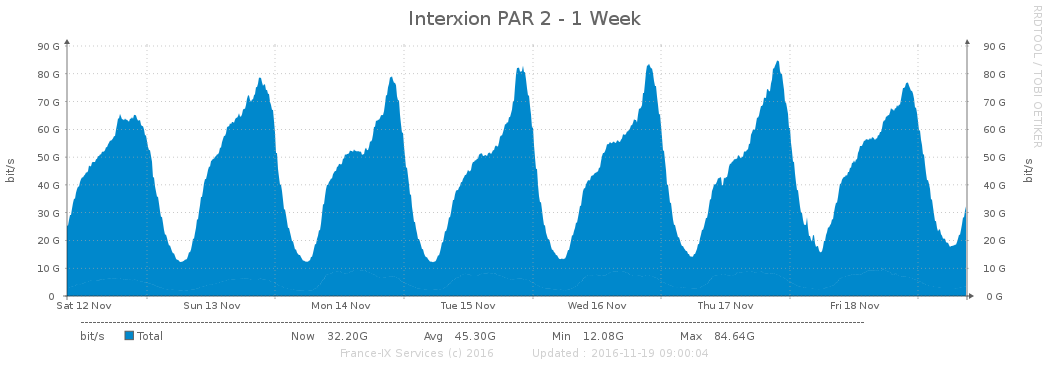 Interxion PAR 2 - 1 Week
RRDTOOL / TOBI OETIKER
bit/s
90 G 90 G
80 G 80 G
70 G 70 G
60 G 60 G
50 G 50 G
40 G 40 G
30 G 30 G
20 G 20 G
10 G 10 G
0 0 G
bit/s
Sat 12 Nov Sun 13 Nov Mon 14 Nov Tue 15 Nov Wed 16 Nov Thu 17 Nov Fri 18 Nov
bit/s Total Now 32.20G Avg 45.30G Min 12.08G Max 84.64G
France-IX Services (c) 2016 Updated : 2016-11-19 09:00:04